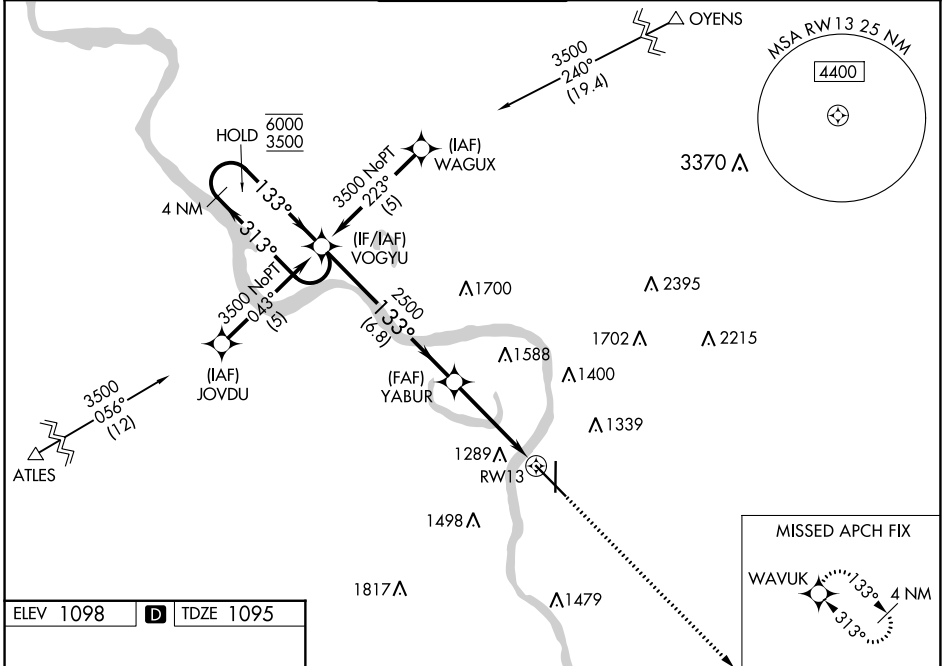 OYENS
3500
240°
(19.4)
MSA RW13 25 NM
4400
HOLD
6000
3500
(IAF)
WAGUX
3500 NoPT
223°
(5)
3370
4 NM
133°
313°
(IF/IAF)
VOGYU
3500 NoPT
043°
(5)
2500
133°
(6.8)
1700
2395
1702
2215
1588
1400
(IAF)
JOVDU
(FAF)
YABUR
3500
056°
(12)
ATLES
1339
1289
RW13
1498
1817
1479
MISSED APCH FIX
WAVUK
133°
4 NM
313°
ELEV 1098 D TDZE 1095